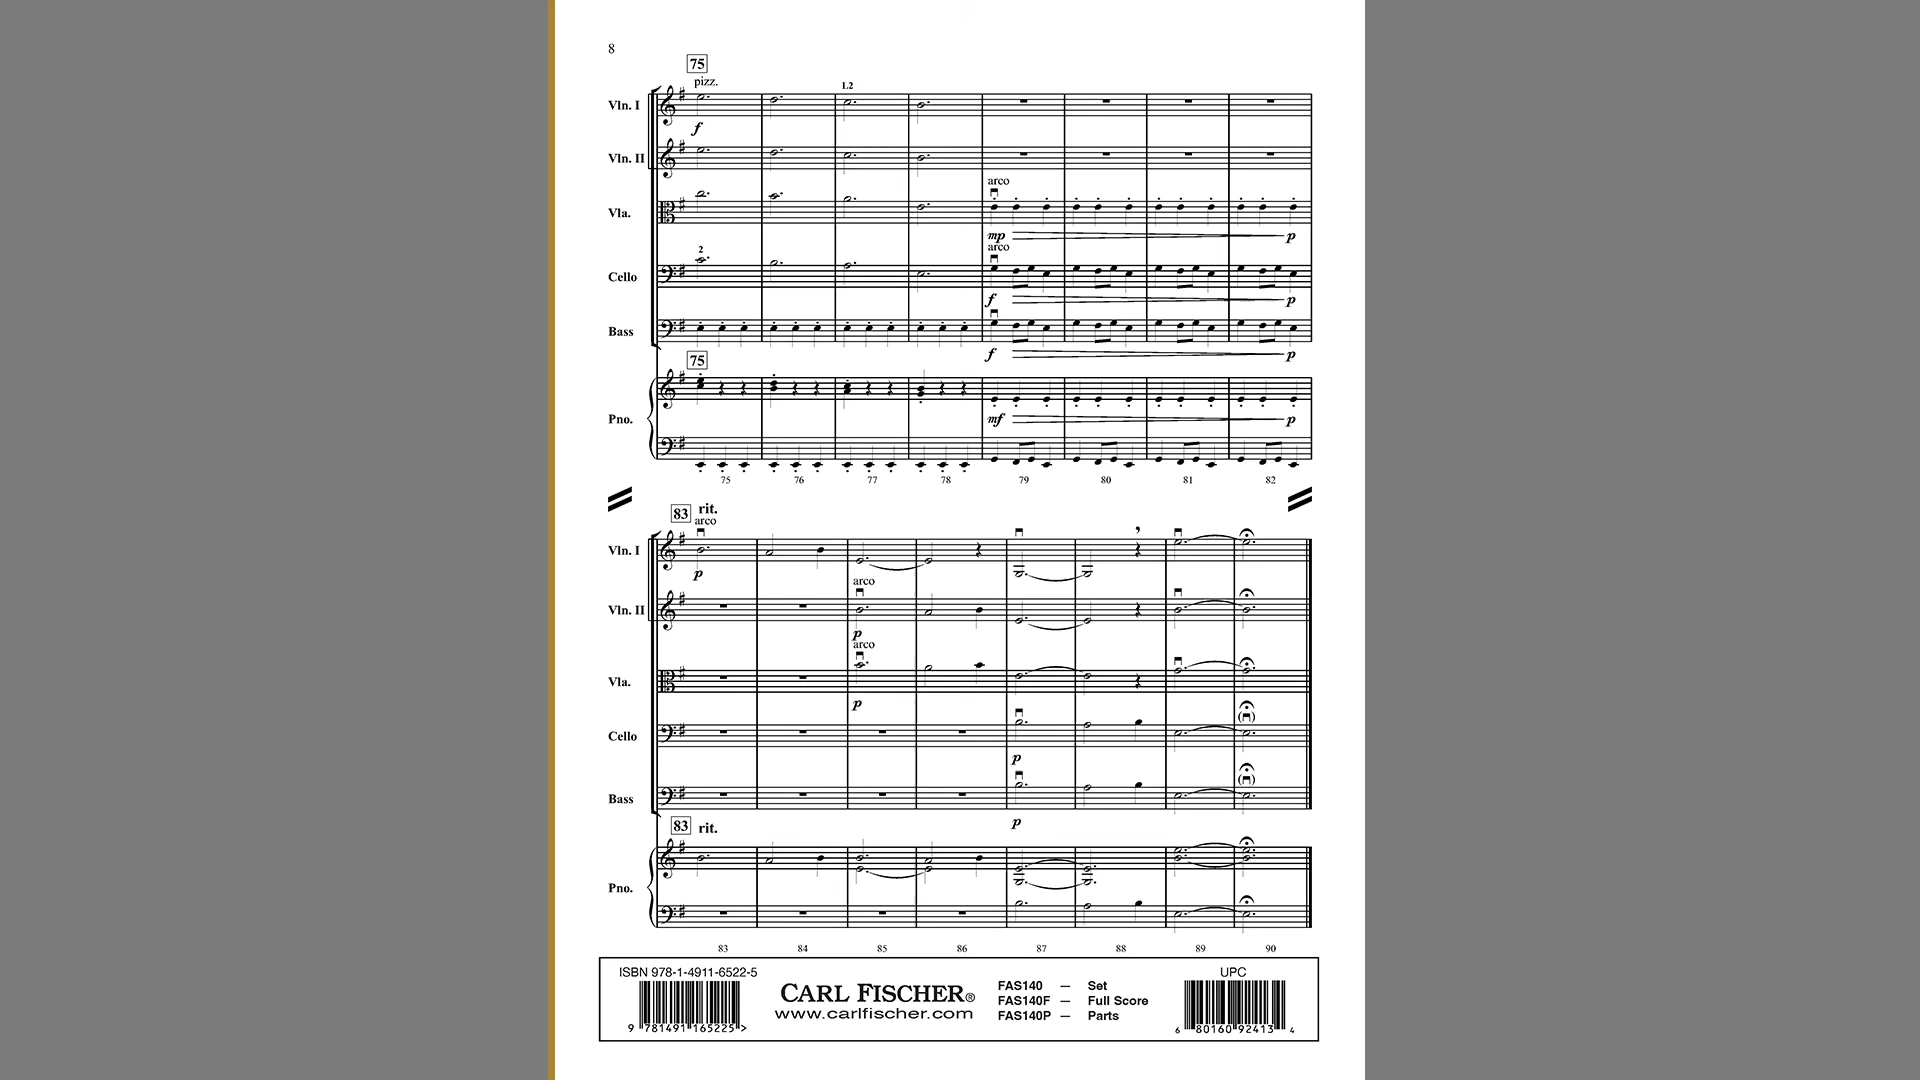 8
75
pizz.
L2
Vln. I
f
Vln. II
arco
Vla.
mp
p
arco
2
Cello
f
p
Bass
f
p
75
Pno.
mf
p
75 76 77 78 79 80 81 82
83 rit.
arco
Vln. I
p
arco
Vln. II
p
arco
Vla.
p
Cello
p
Bass
p
83 rit.
Pno.
83 84 85 86 87 88 89 90
ISBN 978-1-4911-6522-5
9 781491 165225 >
CARL FISCHER®
www.carlfischer.com
FAS140 — Set
FAS140F — Full Score
FAS140P — Parts
UPC
6 80160 92413 4